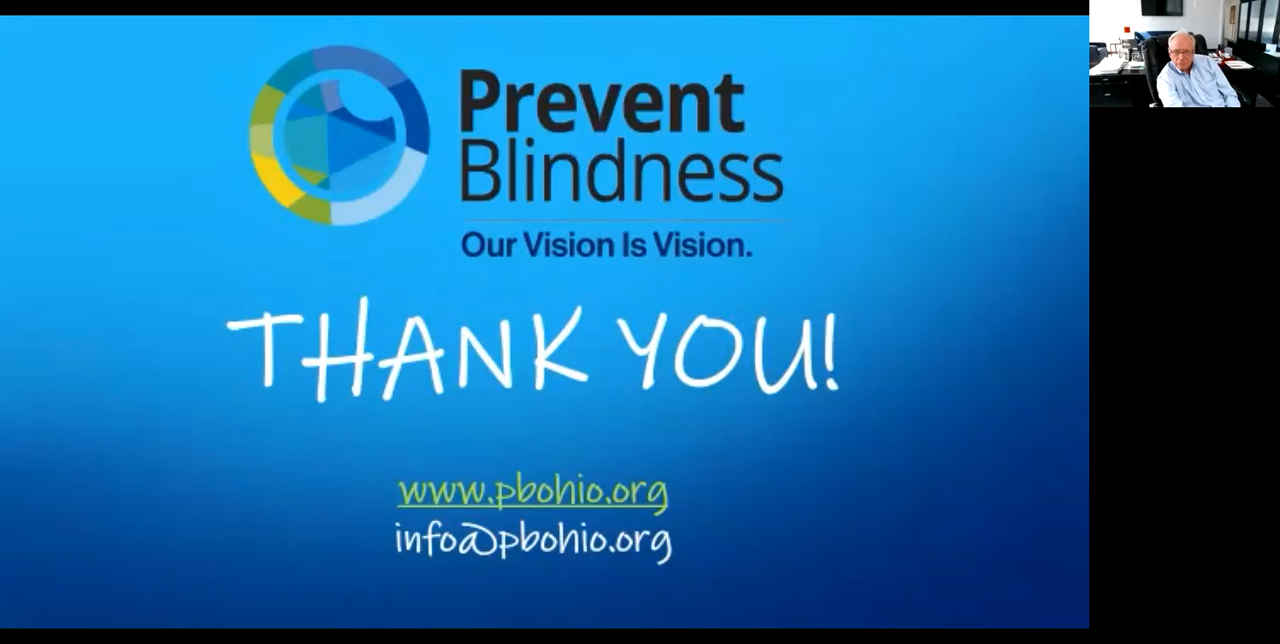 Prevent
Blindness
Our Vision Is Vision.
THANK YOU!
www.pbohio.org
info@pbohio.org